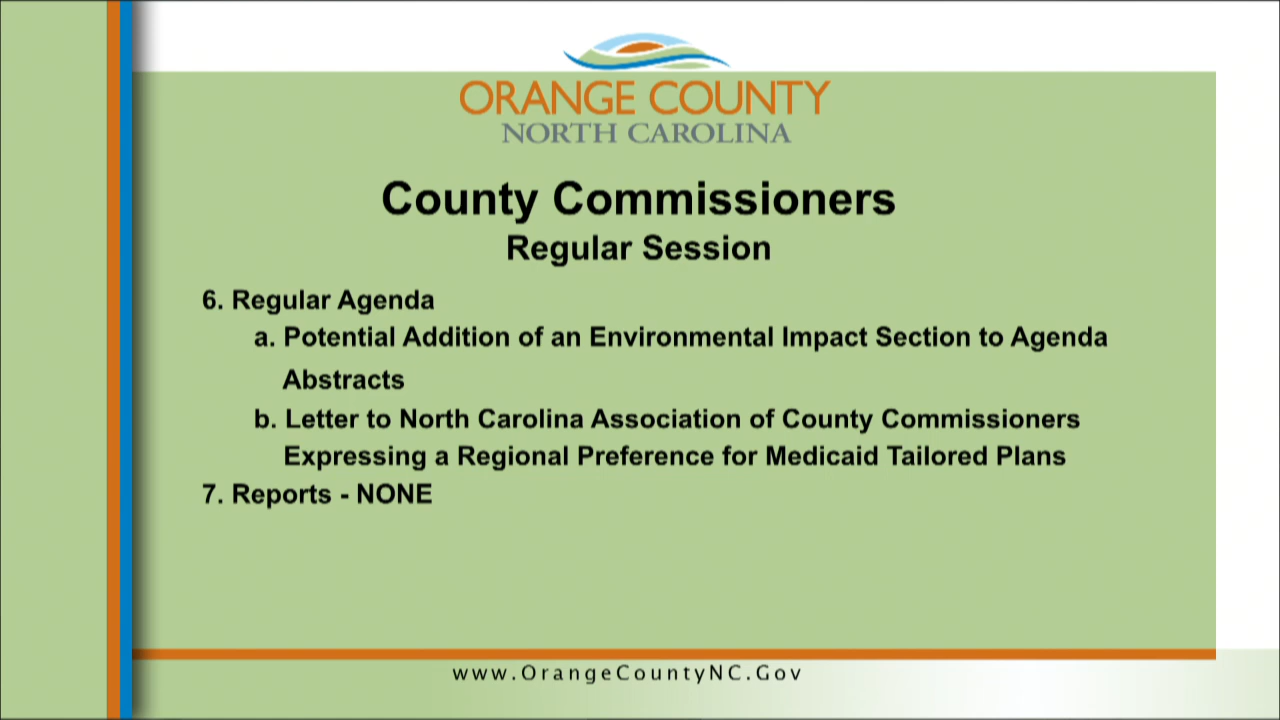 ORANGE COUNTY
NORTH CAROLINA
County Commissioners
Regular Session
6. Regular Agenda
a. Potential Addition of an Environmental Impact Section to Agenda
Abstracts
b. Letter to North Carolina Association of County Commissioners
Expressing a Regional Preference for Medicaid Tailored Plans
7. Reports - NONE
www.OrangeCountyNC.Gov